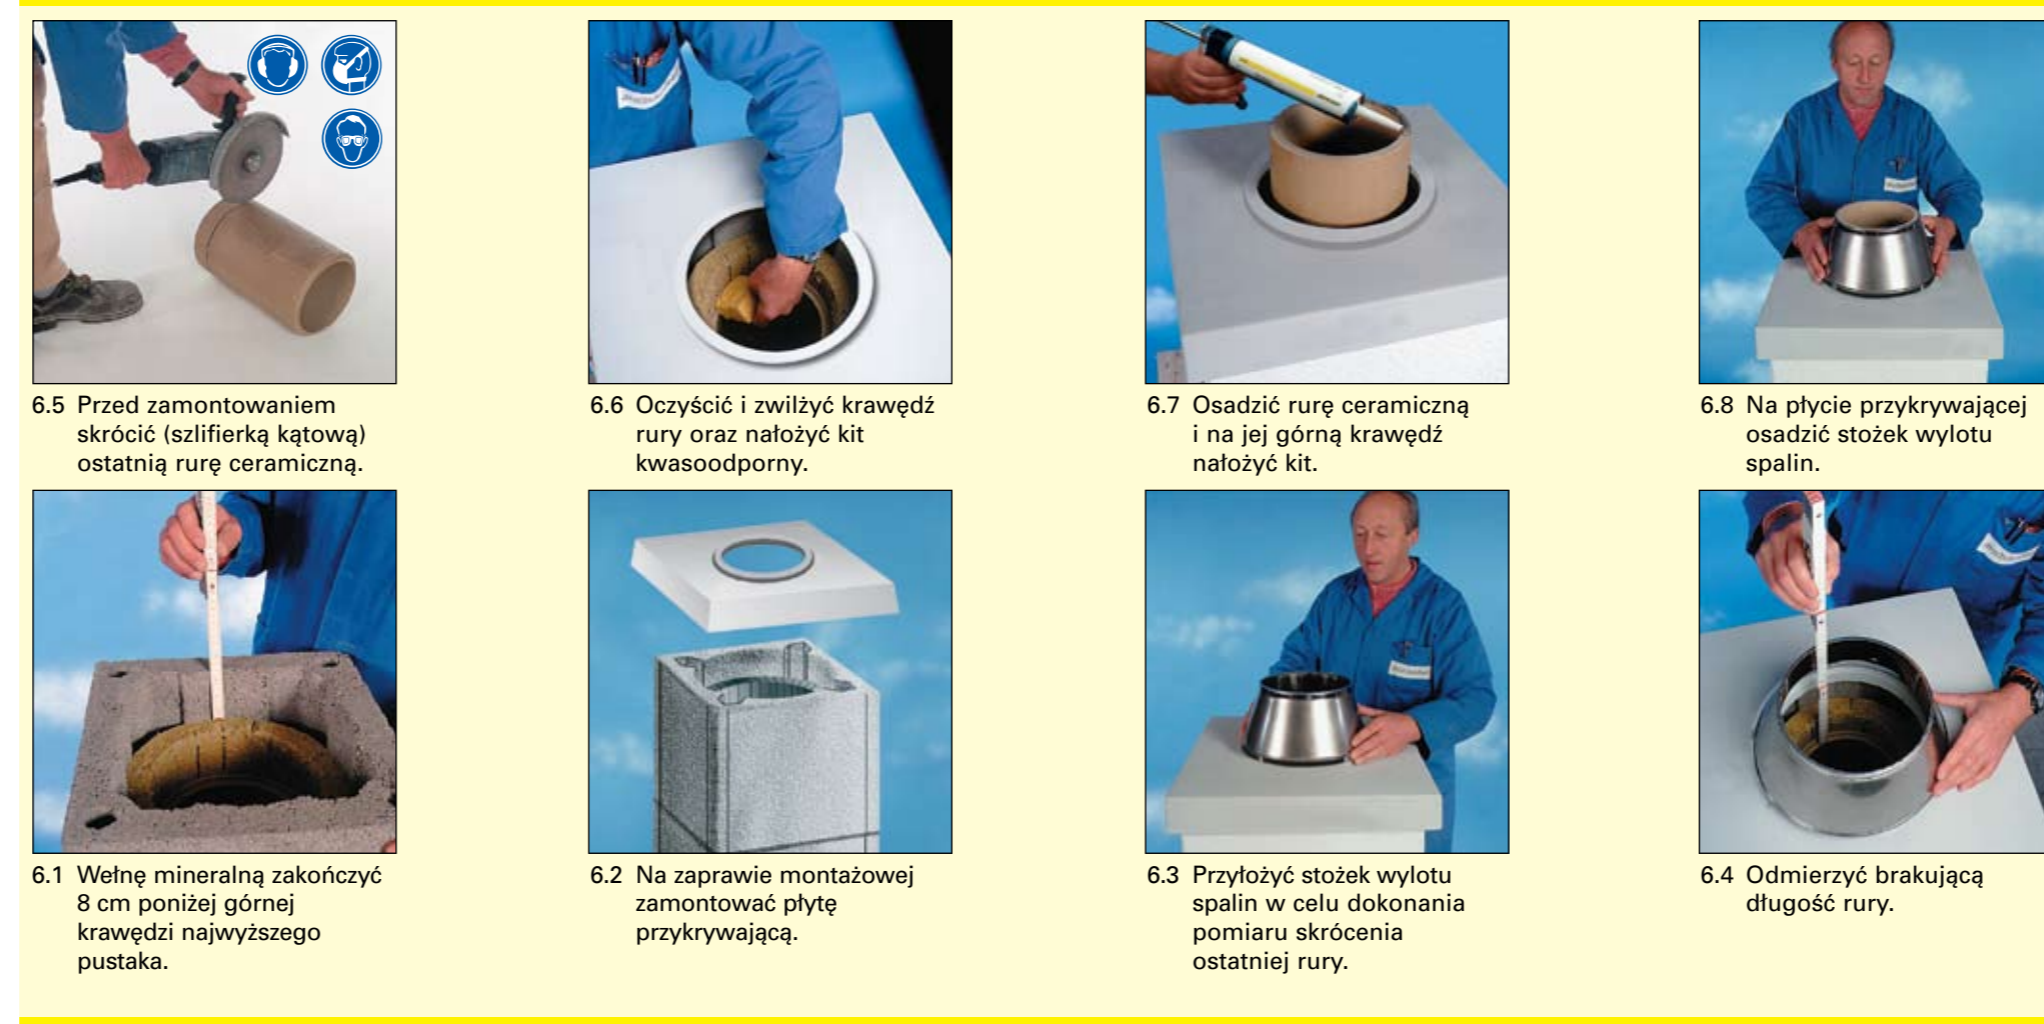 6.5 Przed zamontowaniem
skrócić (szlifierką kątową)
ostatnią rurę ceramiczną.
6.6 Oczyścić i zwilżyć krawędź
rury oraz nałożyć kit
kwasoodporny.
6.7 Osadzić rurę ceramiczną
i na jej górną krawędź
nałożyć kit.
6.8 Na płycie przykrywającej
osadzić stożek wylotu
spalin.
6.1 Wełnę mineralną zakończyć
8 cm poniżej górnej
krawędzi najwyższego
pustaka.
6.2 Na zaprawie montażowej
zamontować płytę
przykrywającą.
6.3 Przyłożyć stożek wylotu
spalin w celu dokonania
pomiaru skrócenia
ostatniej rury.
6.4 Odmierzyć brakującą
długość rury.